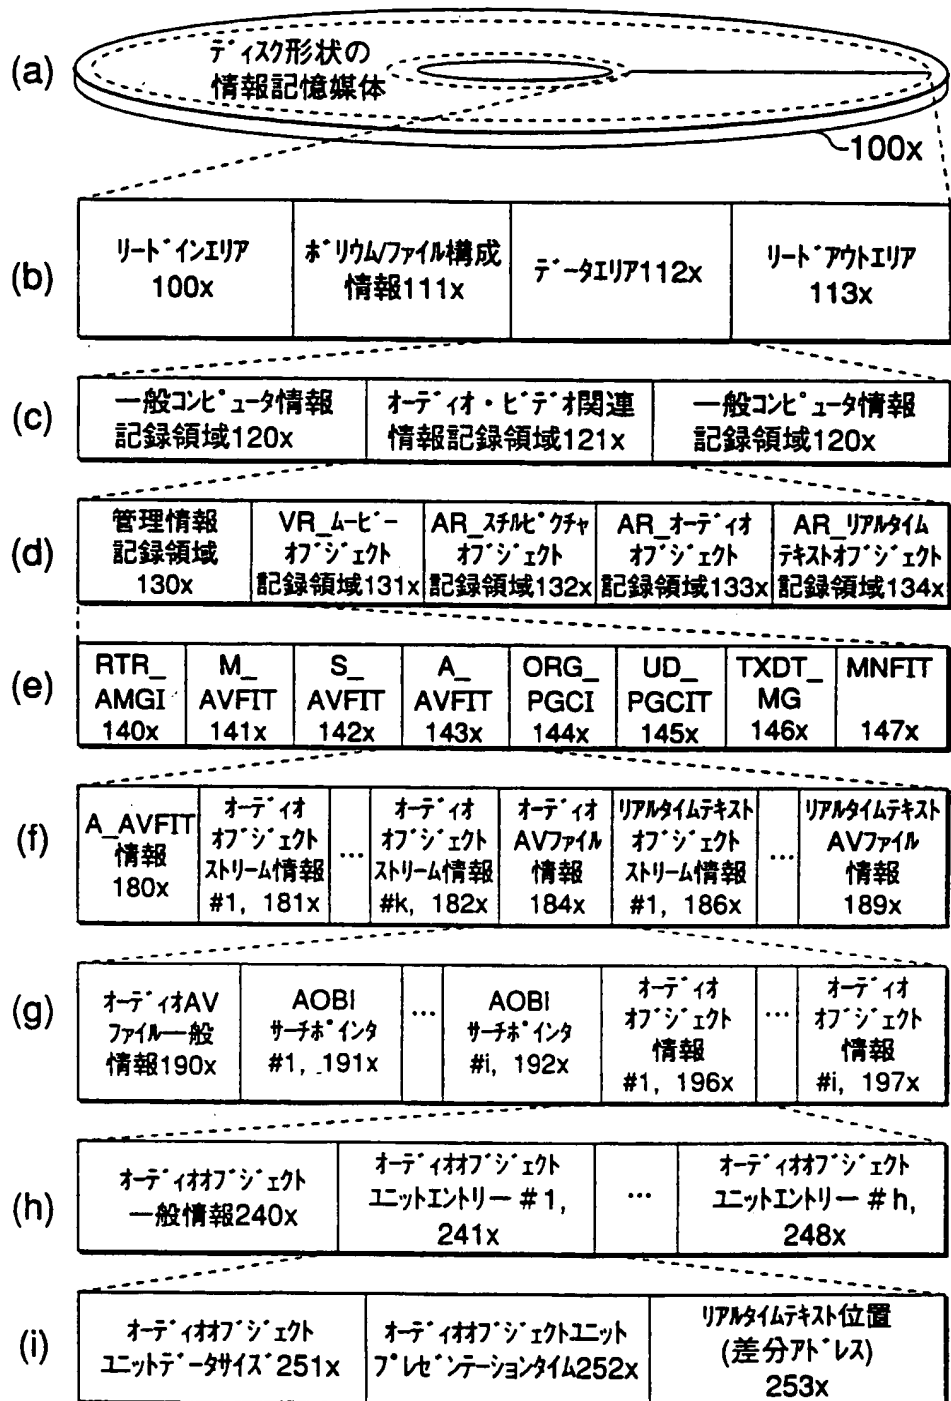 (a)
ディスク形状の
情報記憶媒体
100x
(b)
リードインエリア
100x
ボリウム/ファイル構成
情報111x
データエリア112x
リードアウトエリア
113x
(c)
一般コンピュータ情報
記録領域120x
オーディオ・ビデオ関連
情報記録領域121x
一般コンピュータ情報
記録領域120x
(d)
管理情報
記録領域
130x
VR_ムービー
オブジェクト
記録領域131x
AR_スチルピクチャ
オブジェクト
記録領域132x
AR_オーディオ
オブジェクト
記録領域133x
AR_リアルタイム
テキストオブジェクト
記録領域134x
(e)
RTR_
AMGI
140x
M_
AVFIT
141x
S_
AVFIT
142x
A_
AVFIT
143x
ORG_
PGCI
144x
UD_
PGCIT
145x
TXDT_
MG
146x
MNFIT
147x
(f)
A_AVFIT
情報
180x
オーディオ
オブジェクト
ストリーム情報
#1, 181x
…
オーディオ
オブジェクト
ストリーム情報
#k, 182x
オーディオ
AVファイル
情報
184x
リアルタイムテキスト
オブジェクト
ストリーム情報
#1, 186x
…
リアルタイムテキスト
AVファイル
情報
189x
(g)
オーディオAV
ファイル一般
情報190x
AOBI
サーチポインタ
#1, 191x
…
AOBI
サーチポインタ
#i, 192x
オーディオ
オブジェクト
情報
#1, 196x
…
オーディオ
オブジェクト
情報
#i, 197x
(h)
オーディオオブジェクト
一般情報240x
オーディオオブジェクト
ユニットエントリー #1,
241x
…
オーディオオブジェクト
ユニットエントリー #h,
248x
(i)
オーディオオブジェクト
ユニットデータサイズ251x
オーディオオブジェクトユニット
プレゼンテーションタイム252x
リアルタイムテキスト位置
(差分アドレス)
253x